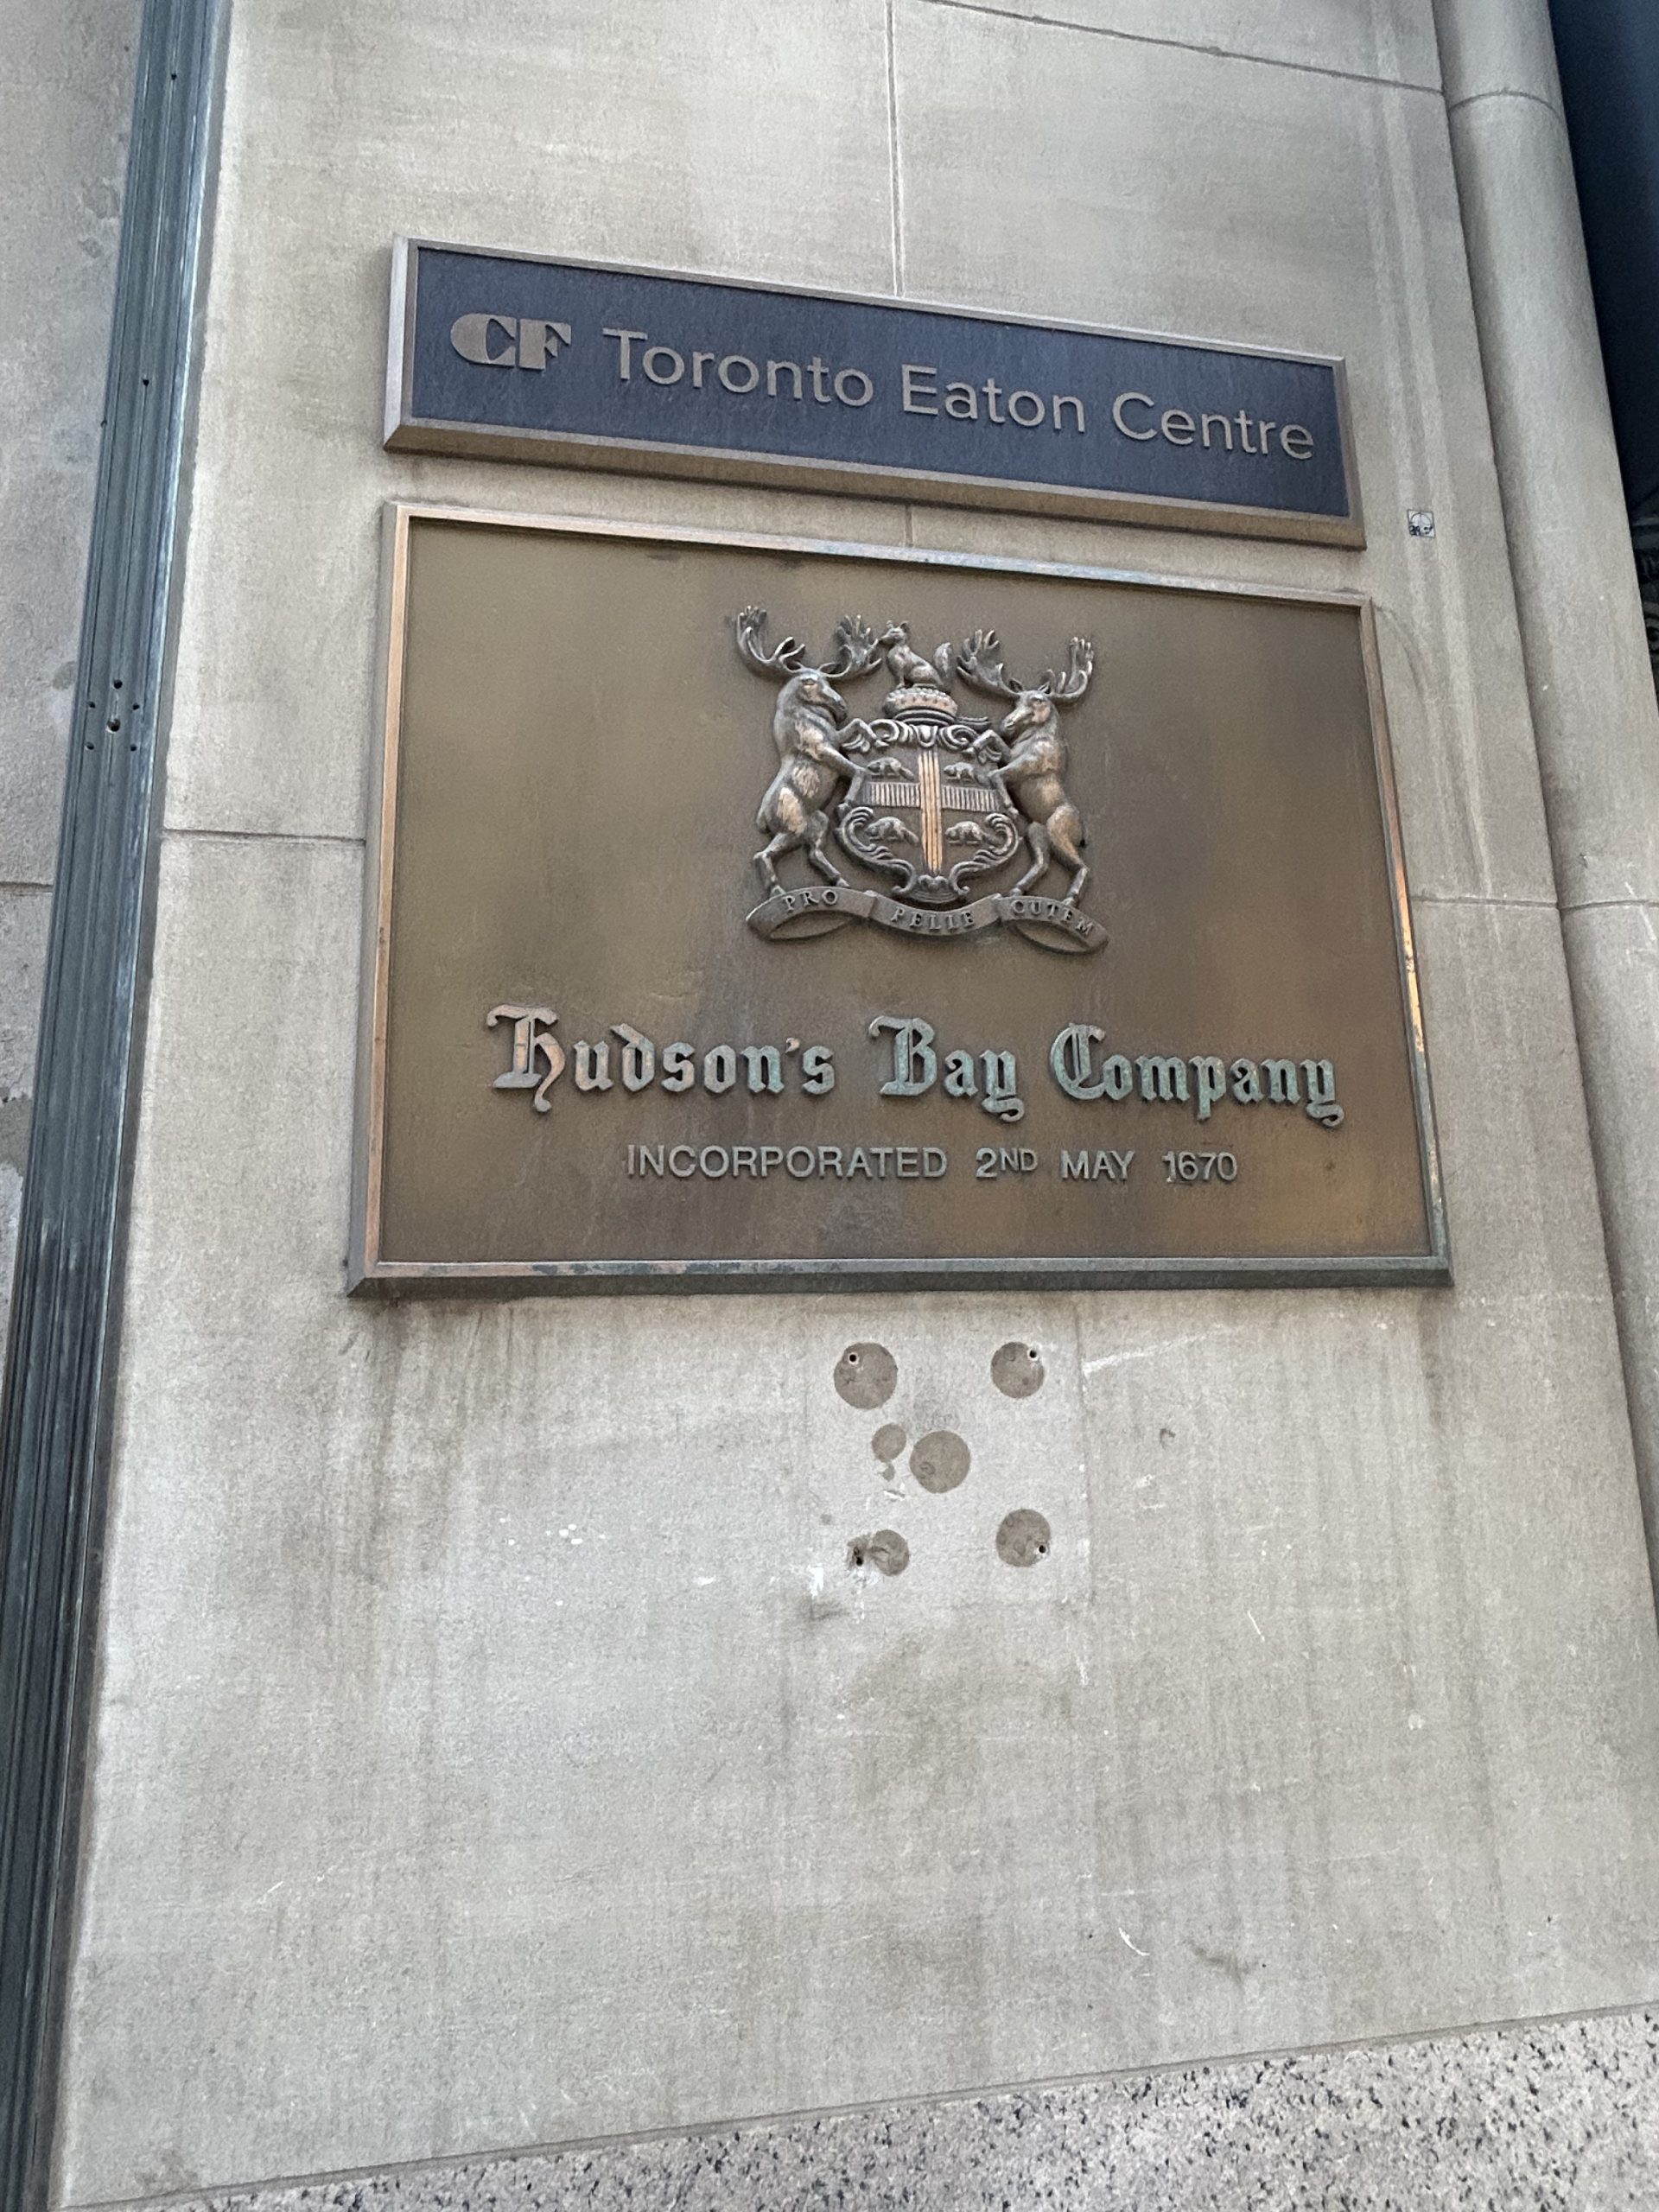 CF Toronto Eaton Centre
PRO PELLE CUTEM
Hudson's Bay Company
INCORPORATED 2ND MAY 1670